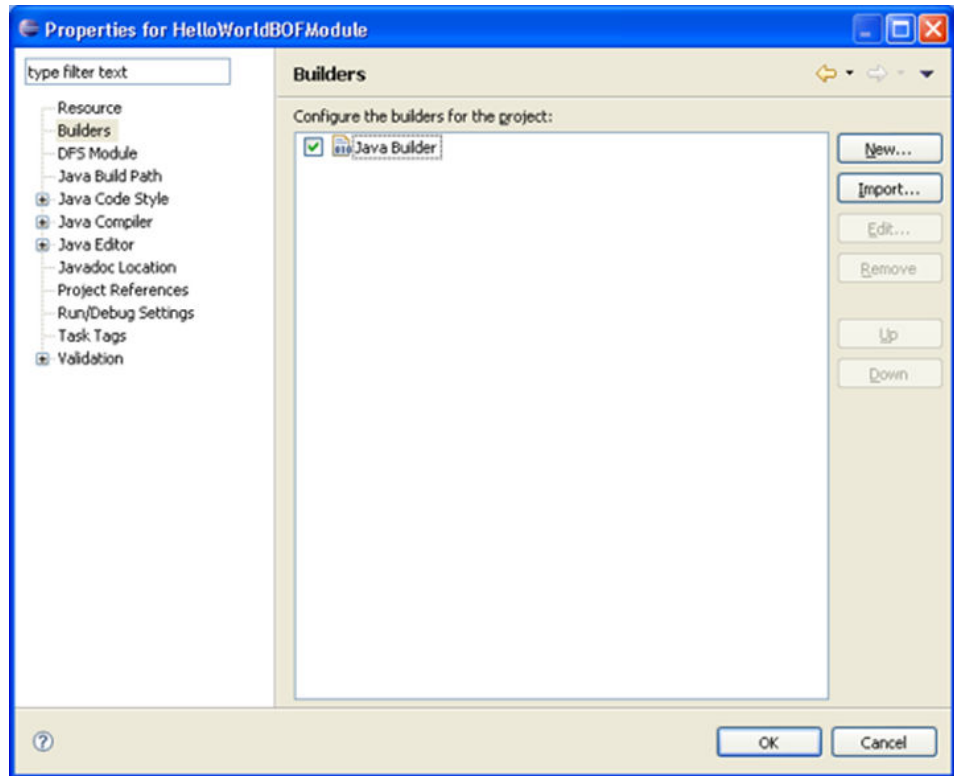 Properties for HelloWorldBOFModule
type filter text
Resource
Builders
DFS Module
Java Build Path
Java Code Style
Java Compiler
Java Editor
Javadoc Location
Project References
Run/Debug Settings
Task Tags
Validation
Builders
Configure the builders for the project:
Java Builder
New...
Import...
Edit...
Remove
Up
Down
OK
Cancel